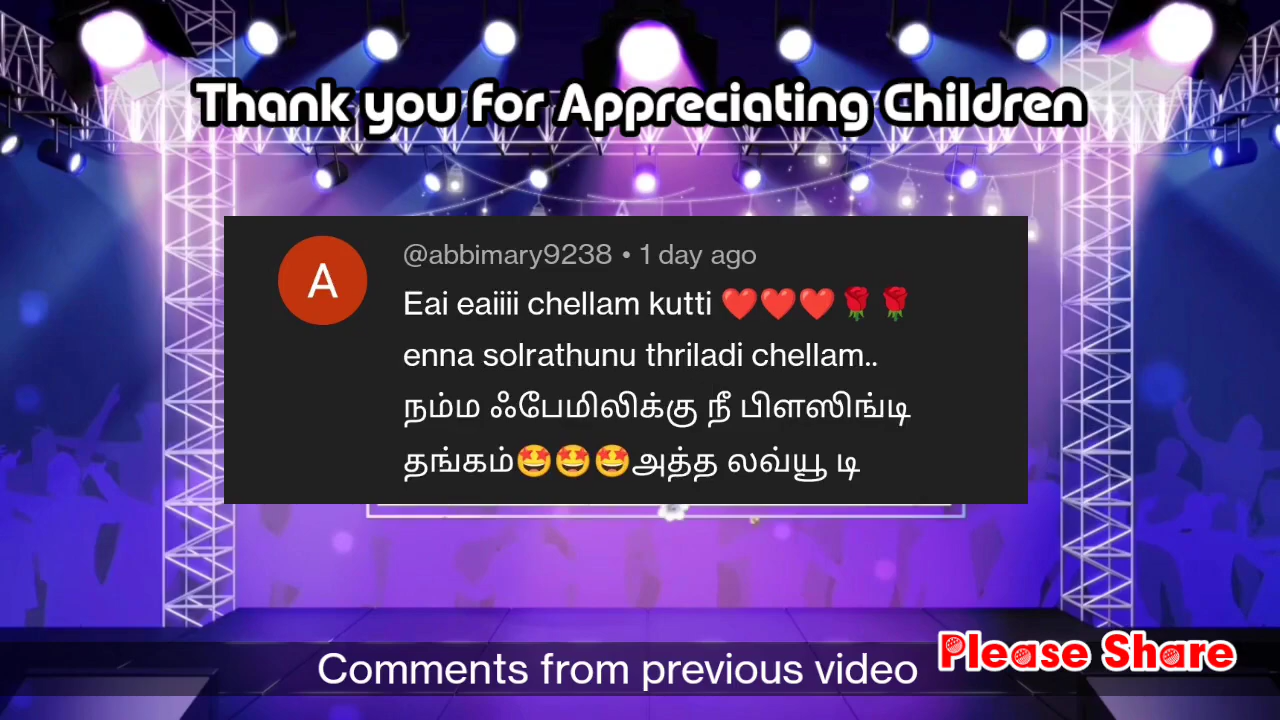 Thank you for Appreciating Children
A
@abbimary9238 • 1 day ago
Eai eaiiii chellam kutti ❤️❤️❤️🌹🌹
enna solrathunu thriladi chellam..
நம்ம ஃபேமிலிக்கு நீ பிளஸிங்டி
தங்கம்🤩🤩🤩அத்த லவ்யூ டி
Comments from previous video
Please Share